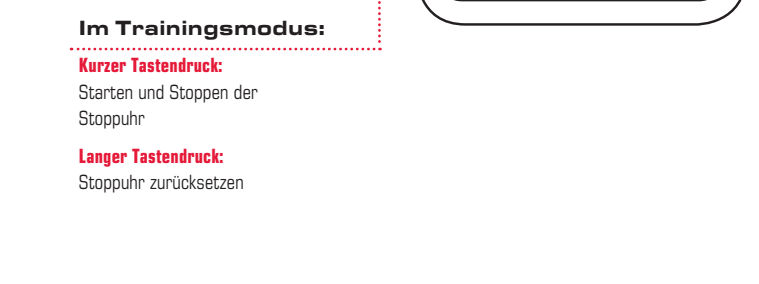 Im Trainingsmodus:
Kurzer Tastendruck:
Starten und Stoppen der
Stoppuhr
Langer Tastendruck:
Stoppuhr zurücksetzen